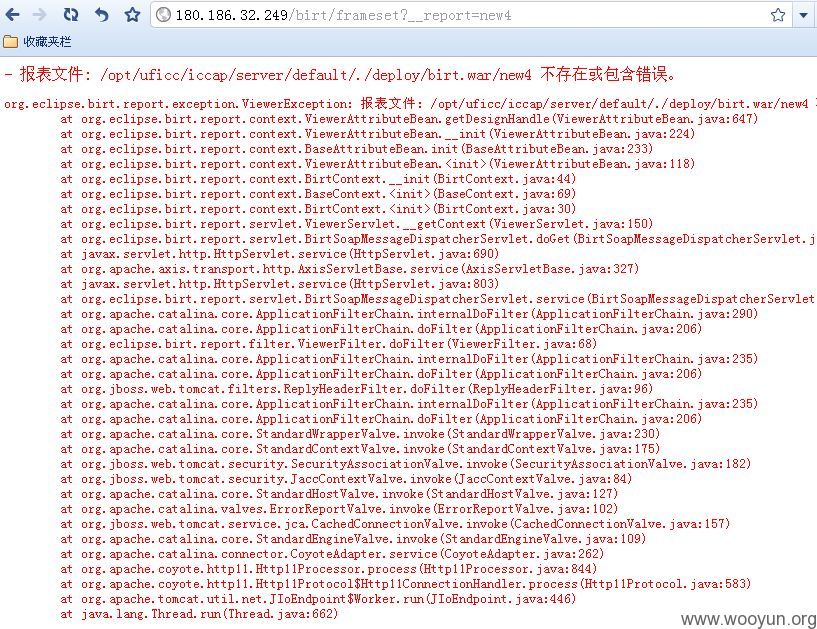 180.186.32.249/birt/frameset?__report=new4
收藏夹栏
- 报表文件: /opt/uficc/iccap/server/default/./deploy/birt.war/new4 不存在或包含错误。
org.eclipse.birt.report.exception.ViewerException: 报表文件: /opt/uficc/iccap/server/default/./deploy/birt.war/new4
at org.eclipse.birt.report.context.ViewerAttributeBean.getDesignHandle(ViewerAttributeBean.java:647)
at org.eclipse.birt.report.context.ViewerAttributeBean.__init(ViewerAttributeBean.java:224)
at org.eclipse.birt.report.context.BaseAttributeBean.init(BaseAttributeBean.java:233)
at org.eclipse.birt.report.context.ViewerAttributeBean.<init>(ViewerAttributeBean.java:118)
at org.eclipse.birt.report.context.BirtContext.__init(BirtContext.java:44)
at org.eclipse.birt.report.context.BaseContext.<init>(BaseContext.java:69)
at org.eclipse.birt.report.context.BirtContext.<init>(BirtContext.java:30)
at org.eclipse.birt.report.servlet.ViewerServlet.__getContext(ViewerServlet.java:150)
at org.eclipse.birt.report.servlet.BirtSoapMessageDispatcherServlet.doGet(BirtSoapMessageDispatcherServlet.j
at javax.servlet.http.HttpServlet.service(HttpServlet.java:690)
at org.apache.axis.transport.http.AxisServletBase.service(AxisServletBase.java:327)
at javax.servlet.http.HttpServlet.service(HttpServlet.java:803)
at org.eclipse.birt.report.servlet.BirtSoapMessageDispatcherServlet.service(BirtSoapMessageDispatcherServlet
at org.apache.catalina.core.ApplicationFilterChain.internalDoFilter(ApplicationFilterChain.java:290)
at org.apache.catalina.core.ApplicationFilterChain.doFilter(ApplicationFilterChain.java:206)
at org.eclipse.birt.report.filter.ViewerFilter.doFilter(ViewerFilter.java:68)
at org.apache.catalina.core.ApplicationFilterChain.internalDoFilter(ApplicationFilterChain.java:235)
at org.apache.catalina.core.ApplicationFilterChain.doFilter(ApplicationFilterChain.java:206)
at org.jboss.web.tomcat.filters.ReplyHeaderFilter.doFilter(ReplyHeaderFilter.java:96)
at org.apache.catalina.core.ApplicationFilterChain.internalDoFilter(ApplicationFilterChain.java:235)
at org.apache.catalina.core.ApplicationFilterChain.doFilter(ApplicationFilterChain.java:206)
at org.apache.catalina.core.StandardWrapperValve.invoke(StandardWrapperValve.java:230)
at org.apache.catalina.core.StandardContextValve.invoke(StandardContextValve.java:175)
at org.jboss.web.tomcat.security.SecurityAssociationValve.invoke(SecurityAssociationValve.java:182)
at org.jboss.web.tomcat.security.JaccContextValve.invoke(JaccContextValve.java:84)
at org.apache.catalina.core.StandardHostValve.invoke(StandardHostValve.java:127)
at org.apache.catalina.valves.ErrorReportValve.invoke(ErrorReportValve.java:102)
at org.jboss.web.tomcat.service.jca.CachedConnectionValve.invoke(CachedConnectionValve.java:157)
at org.apache.catalina.core.StandardEngineValve.invoke(StandardEngineValve.java:109)
at org.apache.catalina.connector.CoyoteAdapter.service(CoyoteAdapter.java:262)
at org.apache.coyote.http11.Http11Processor.process(Http11Processor.java:844)
at org.apache.coyote.http11.Http11Protocol$Http11ConnectionHandler.process(Http11Protocol.java:583)
at org.apache.tomcat.util.net.JIoEndpoint$Worker.run(JIoEndpoint.java:446)
at java.lang.Thread.run(Thread.java:662)
www.wooyun.org